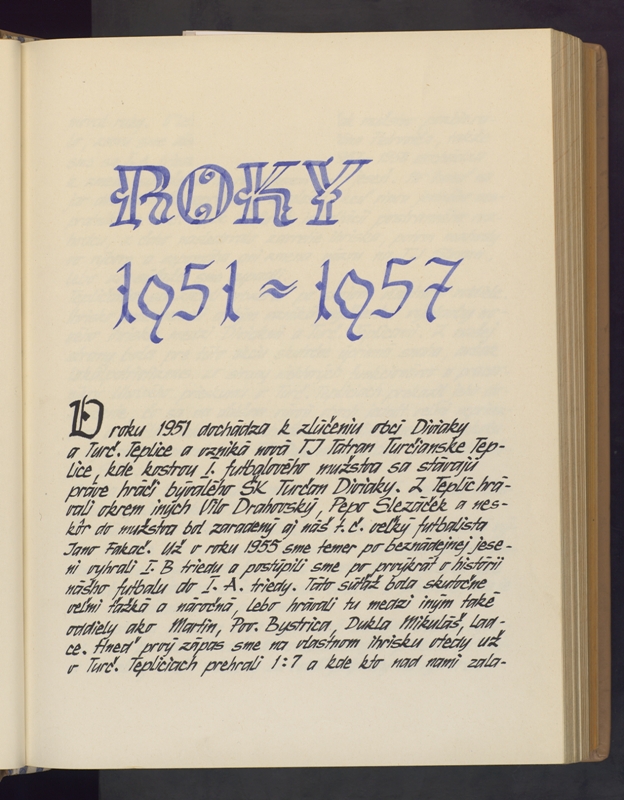 ROKY
1951 ~ 1957
V roku 1951 dochádza k zlúčeniu obcí Diviaky
a Turč. Teplice a vzniká nová TJ Tatran Turčianske Tep-
lice, kde kostrou I. futbalového mužstva sa stávajú
práve hráči bývalého ŠK Turčan Diviaky. Z Teplíc hrá-
vali okrem iných Vilo Drahovský, Pepo Slezáček a nes-
kôr do mužstva bol zaradený aj náš t. č. veľký futbalista
Jano Fakač. Už v roku 1955 sme temer po beznádejnej jese-
ni vyhrali I. B triedu a postúpili sme po prvýkrát v histórii
nášho futbalu do I. A. triedy. Táto súťaž bola skutočne
veľmi ťažká a náročná, lebo hrávali tu medzi iným také
oddiely ako Martin, Pov. Bystrica, Dukla Mikuláš, Lad-
ce. Hneď prvý zápas sme na vlastnom ihrisku vtedy už
v Turč. Tepliciach prehrali 1:7 a kde kto nad nami zala-